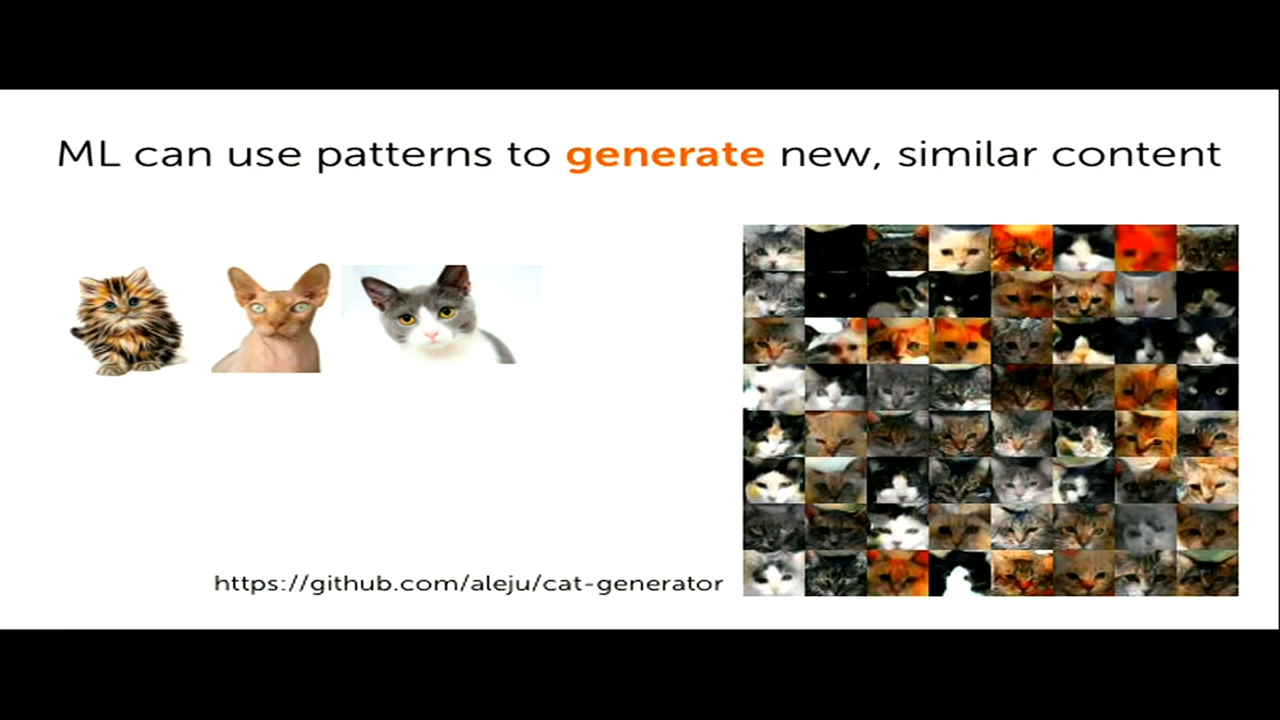 ML can use patterns to generate new, similar content
https://github.com/aleju/cat-generator